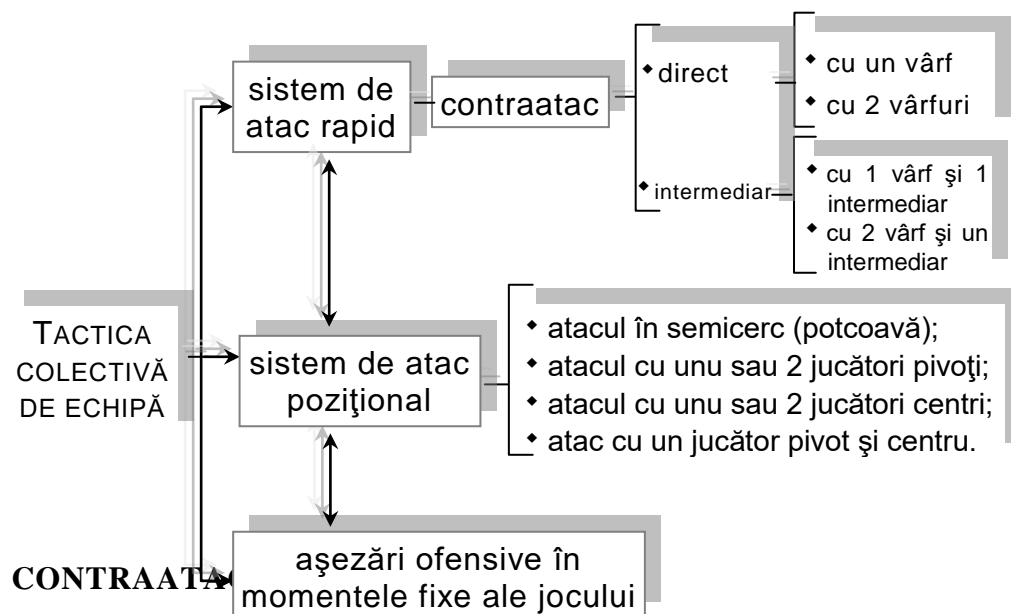 sistem de
atac rapid
contraatac
direct
intermediar
cu un vârf
cu 2 vârfuri
cu 1 vârf şi 1
intermediar
cu 2 vârf şi un
intermediar
TACTICA
COLECTIVĂ
DE ECHIPĂ
sistem de atac
poziţional
atacul în semicerc (potcoavă);
atacul cu unu sau 2 jucători pivoţi;
atacul cu unu sau 2 jucători centri;
atac cu un jucător pivot şi centru.
aşezări ofensive în
momentele fixe ale jocului
CONTRAATAC